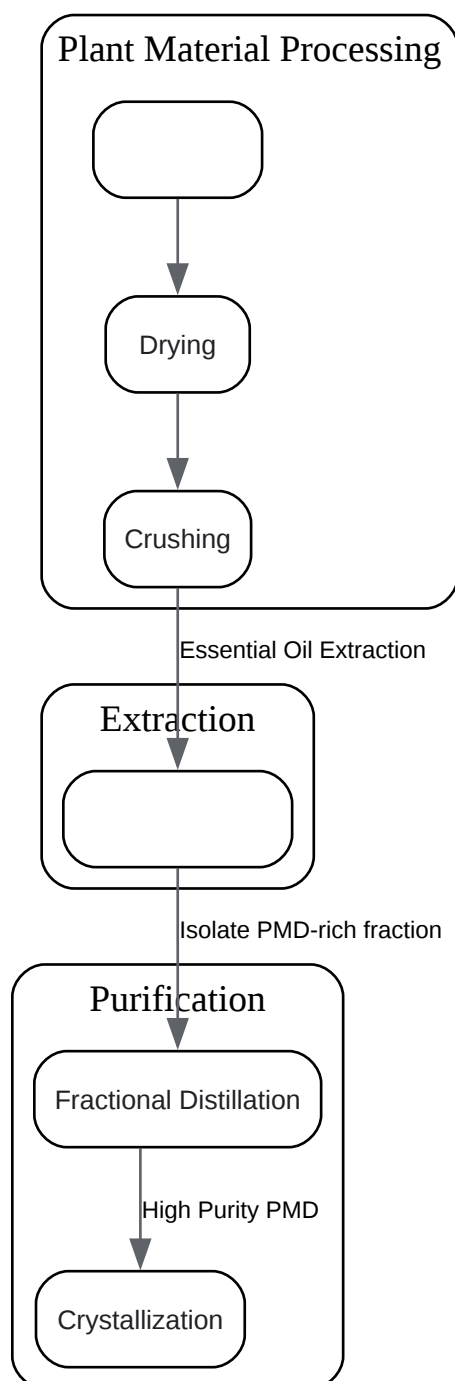 Plant Material Processing
Drying
Crushing
Essential Oil Extraction
Extraction
Isolate PMD-rich fraction
Purification
Fractional Distillation
High Purity PMD
Crystallization